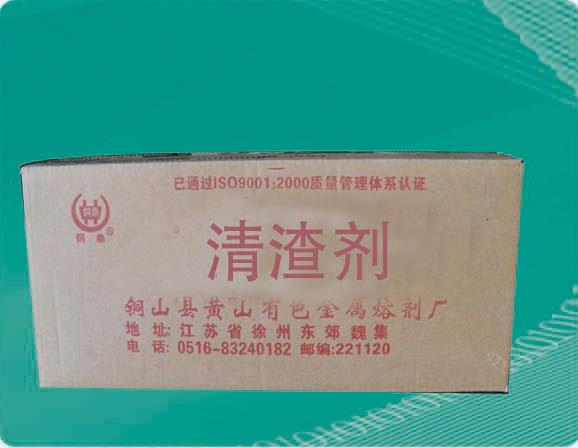 已通过ISO9001:2000质量管理体系认证
®
清渣剂
铜山县黄山有色金属熔剂厂
地址:江苏省徐州东郊魏集
电话:0516-83240182 邮编:221120